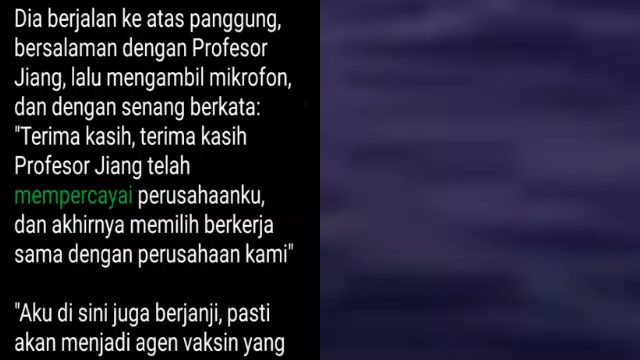 Dia berjalan ke atas panggung,
bersalaman dengan Profesor
Jiang, lalu mengambil mikrofon,
dan dengan senang berkata:
"Terima kasih, terima kasih
Profesor Jiang telah
mempercayai perusahaanku,
dan akhirnya memilih berkerja
sama dengan perusahaan kami"
"Aku di sini juga berjanji, pasti
akan menjadi agen vaksin yang